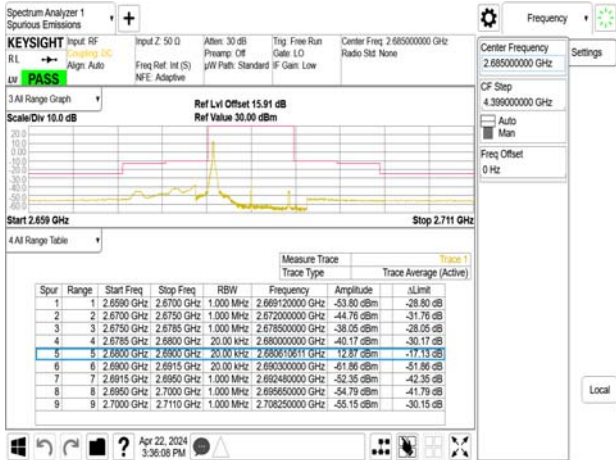 Spectrum Analyzer 1
Spurious Emissions
KEYSIGHT Input: RF
Coupling: DC
Align: Auto
Input Z: 50 Ω
Freq Ref: Int (S)
NFE: Adaptive
Atten: 30 dB
Preamp: Off
µW Path: Standard
Trig: Free Run
Gate: LO
IF Gain: Low
Center Freq: 2.685000000 GHz
Radio Std: None
RL
LW PASS
3 All Range Graph
Scale/Div 10.0 dB
Ref Lvl Offset 15.91 dB
Ref Value 30.00 dBm
20.0
10.0
0.00
-10.0
-20.0
-30.0
-40.0
-50.0
-60.0
Start 2.659 GHz
Stop 2.711 GHz
4 All Range Table
Measure Trace Trace 1
Trace Type Trace Average (Active)
Spur Range Start Freq Stop Freq RBW Frequency Amplitude ΔLimit
1 1 2.6590 GHz 2.6700 GHz 1.000 MHz 2.669120000 GHz -53.80 dBm -28.80 dB
2 2 2.6700 GHz 2.6750 GHz 1.000 MHz 2.672000000 GHz -44.76 dBm -31.76 dB
3 3 2.6750 GHz 2.6785 GHz 1.000 MHz 2.678500000 GHz -38.05 dBm -28.05 dB
4 4 2.6785 GHz 2.6800 GHz 20.00 kHz 2.680000000 GHz -40.17 dBm -30.17 dB
5 5 2.6800 GHz 2.6900 GHz 20.00 kHz 2.680610611 GHz 12.87 dBm -17.13 dB
6 6 2.6900 GHz 2.6915 GHz 20.00 kHz 2.690300000 GHz -61.86 dBm -51.86 dB
7 7 2.6915 GHz 2.6950 GHz 1.000 MHz 2.692480000 GHz -52.35 dBm -42.35 dB
8 8 2.6950 GHz 2.7000 GHz 1.000 MHz 2.695650000 GHz -54.79 dBm -41.79 dB
9 9 2.7000 GHz 2.7110 GHz 1.000 MHz 2.708250000 GHz -55.15 dBm -30.15 dB
Apr 22, 2024
3:36:08 PM
Frequency
Center Frequency
2.685000000 GHz
CF Step
4.399000000 GHz
Auto
Man
Freq Offset
0 Hz
Settings
Local